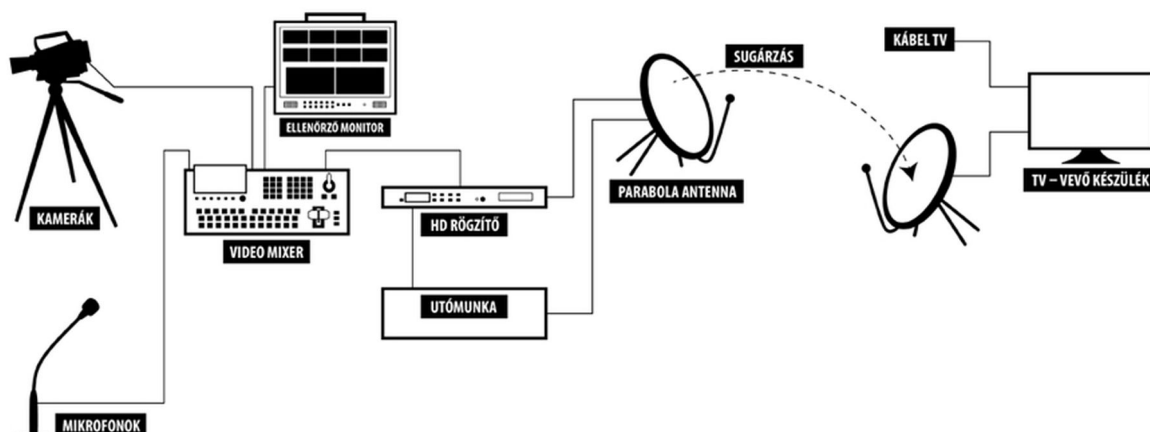 KÁBEL TV
SUGÁRZÁS
ELLENŐRZŐ MONITOR
TV – VEVŐ KÉSZÜLÉK
PARABOLA ANTENNA
KAMERÁK
HD RÖGZÍTŐ
VIDEO MIXER
UTÓMUNKA
MIKROFONOK